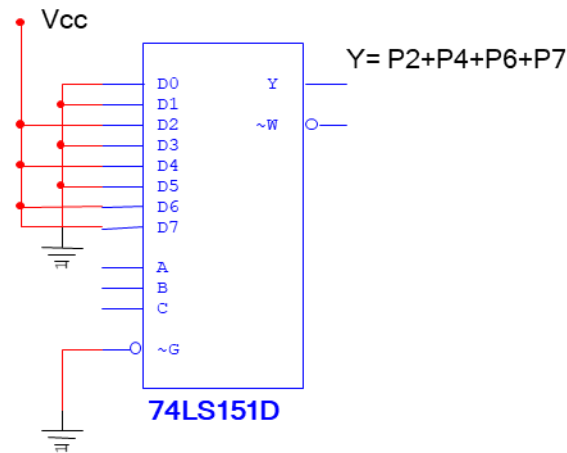 Vcc
Y= P2+P4+P6+P7
D0 Y
D1
D2 ~W
D3
D4
D5
D6
D7
A
B
C
~G
74LS151D